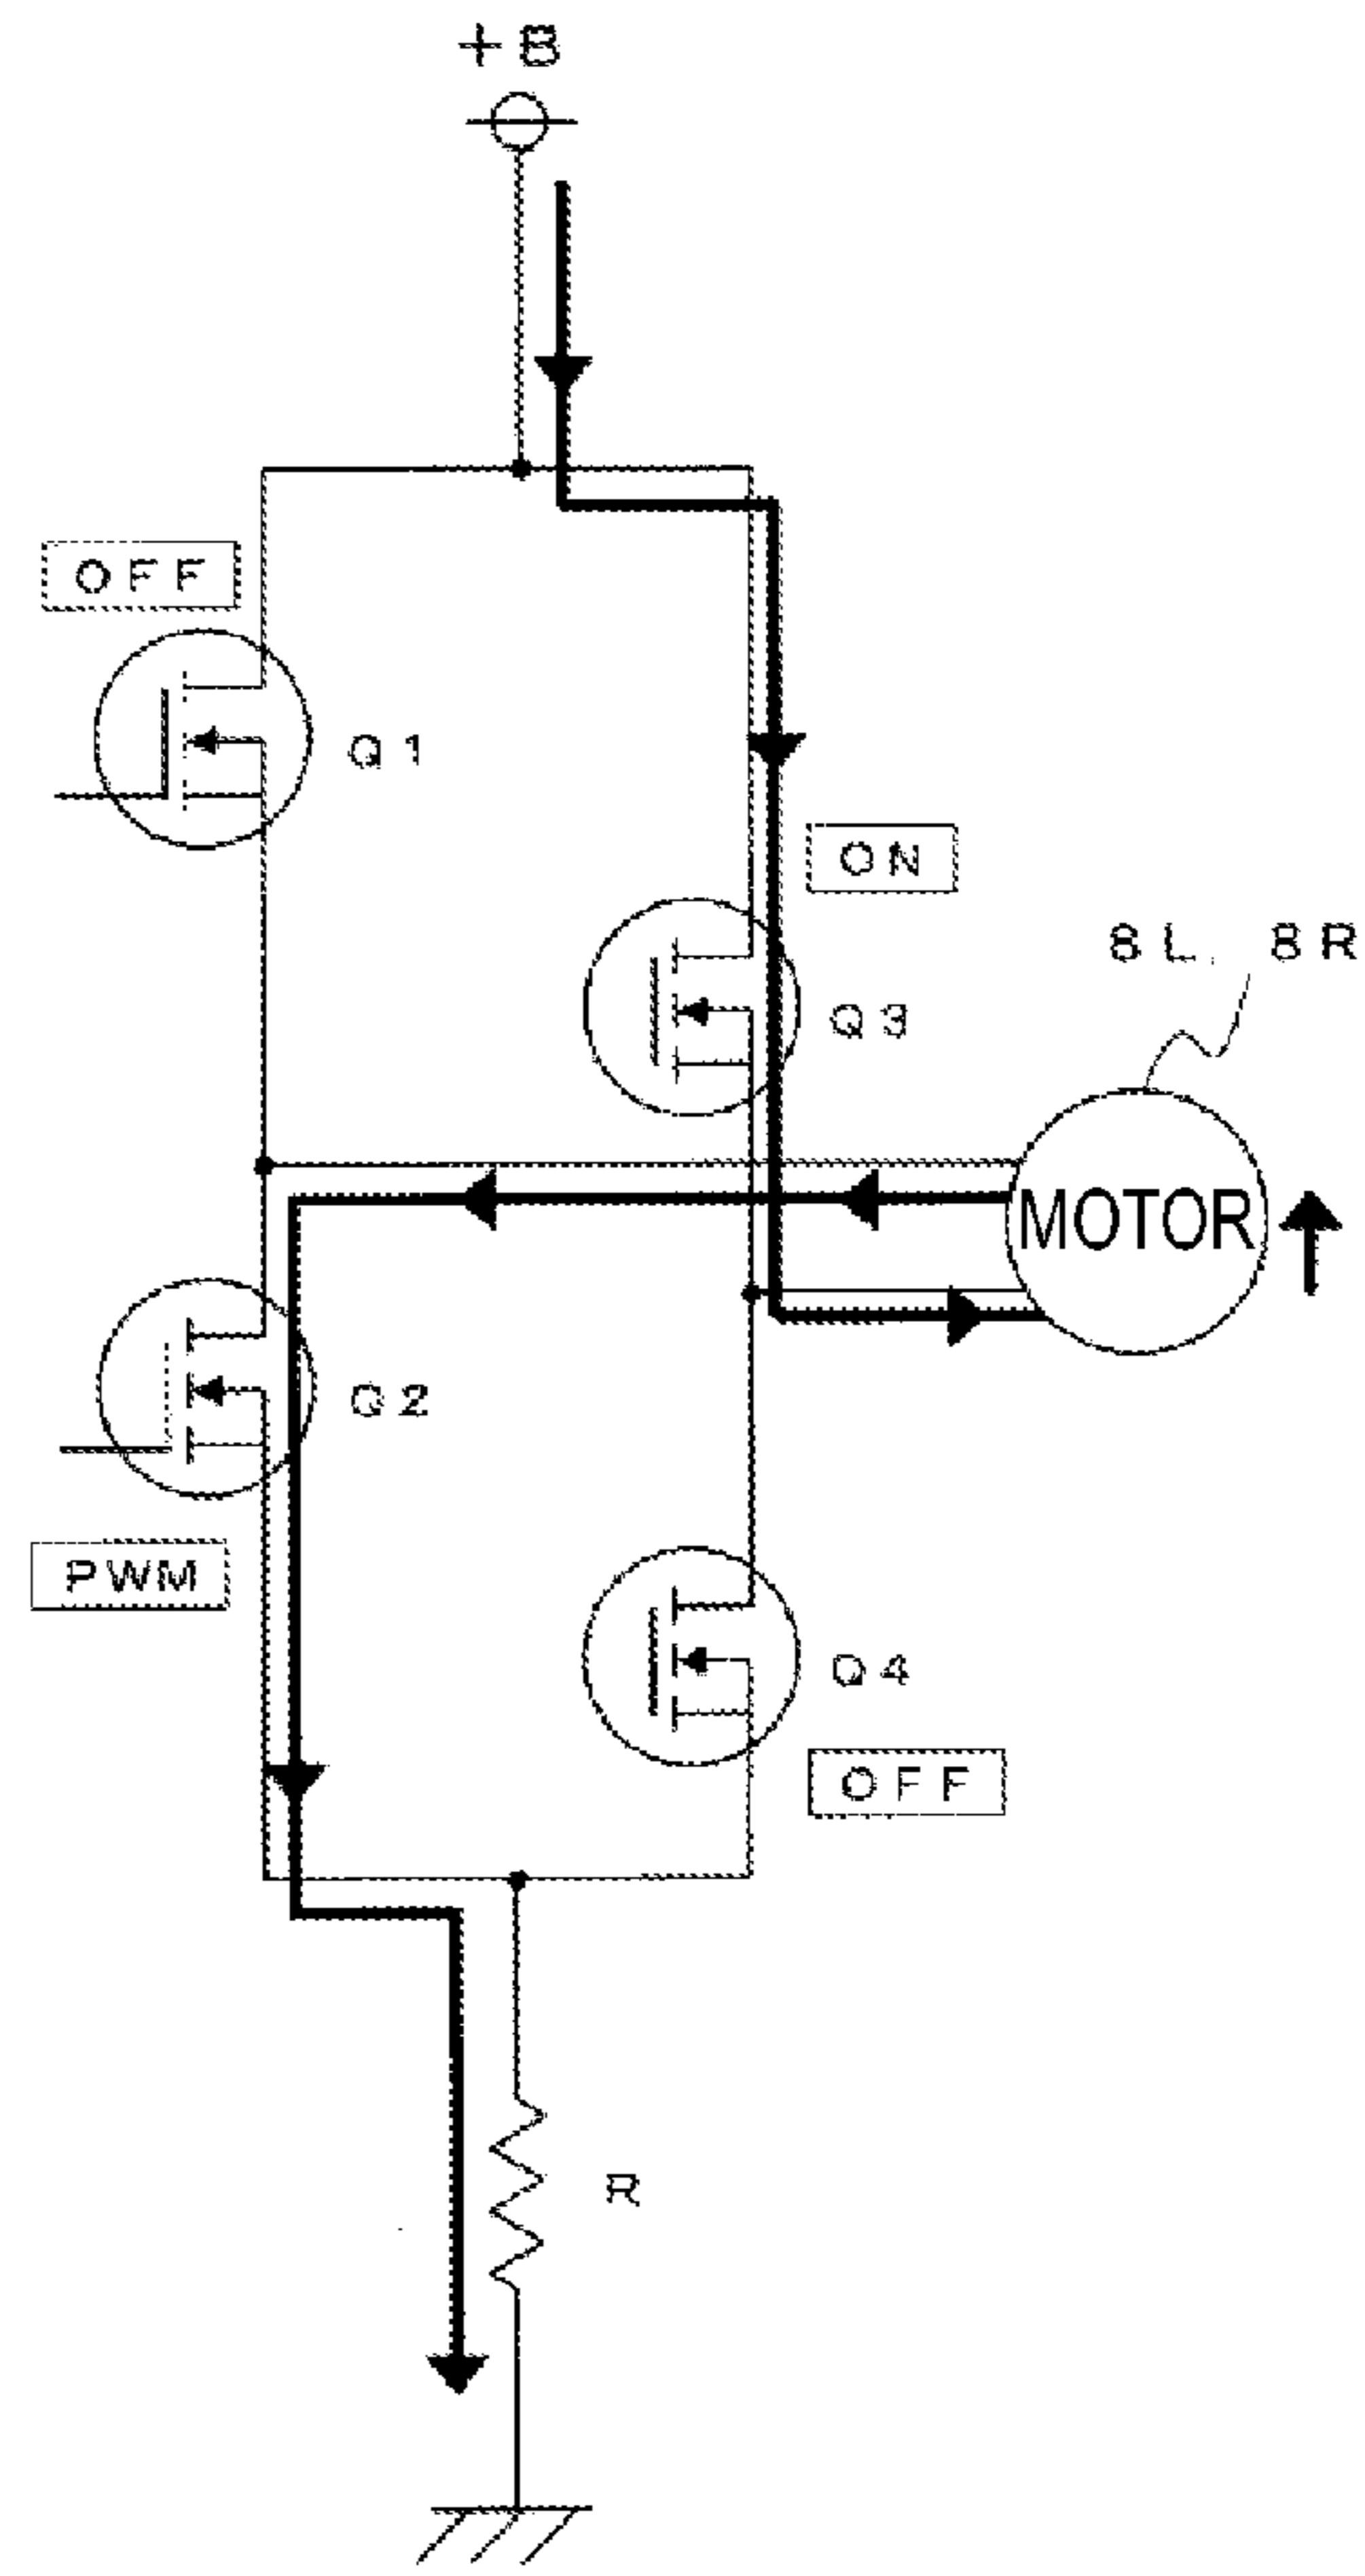 +B
OFF
Q1
ON
8L, 8R
Q3
MOTOR
Q2
PWM
Q4
OFF
R